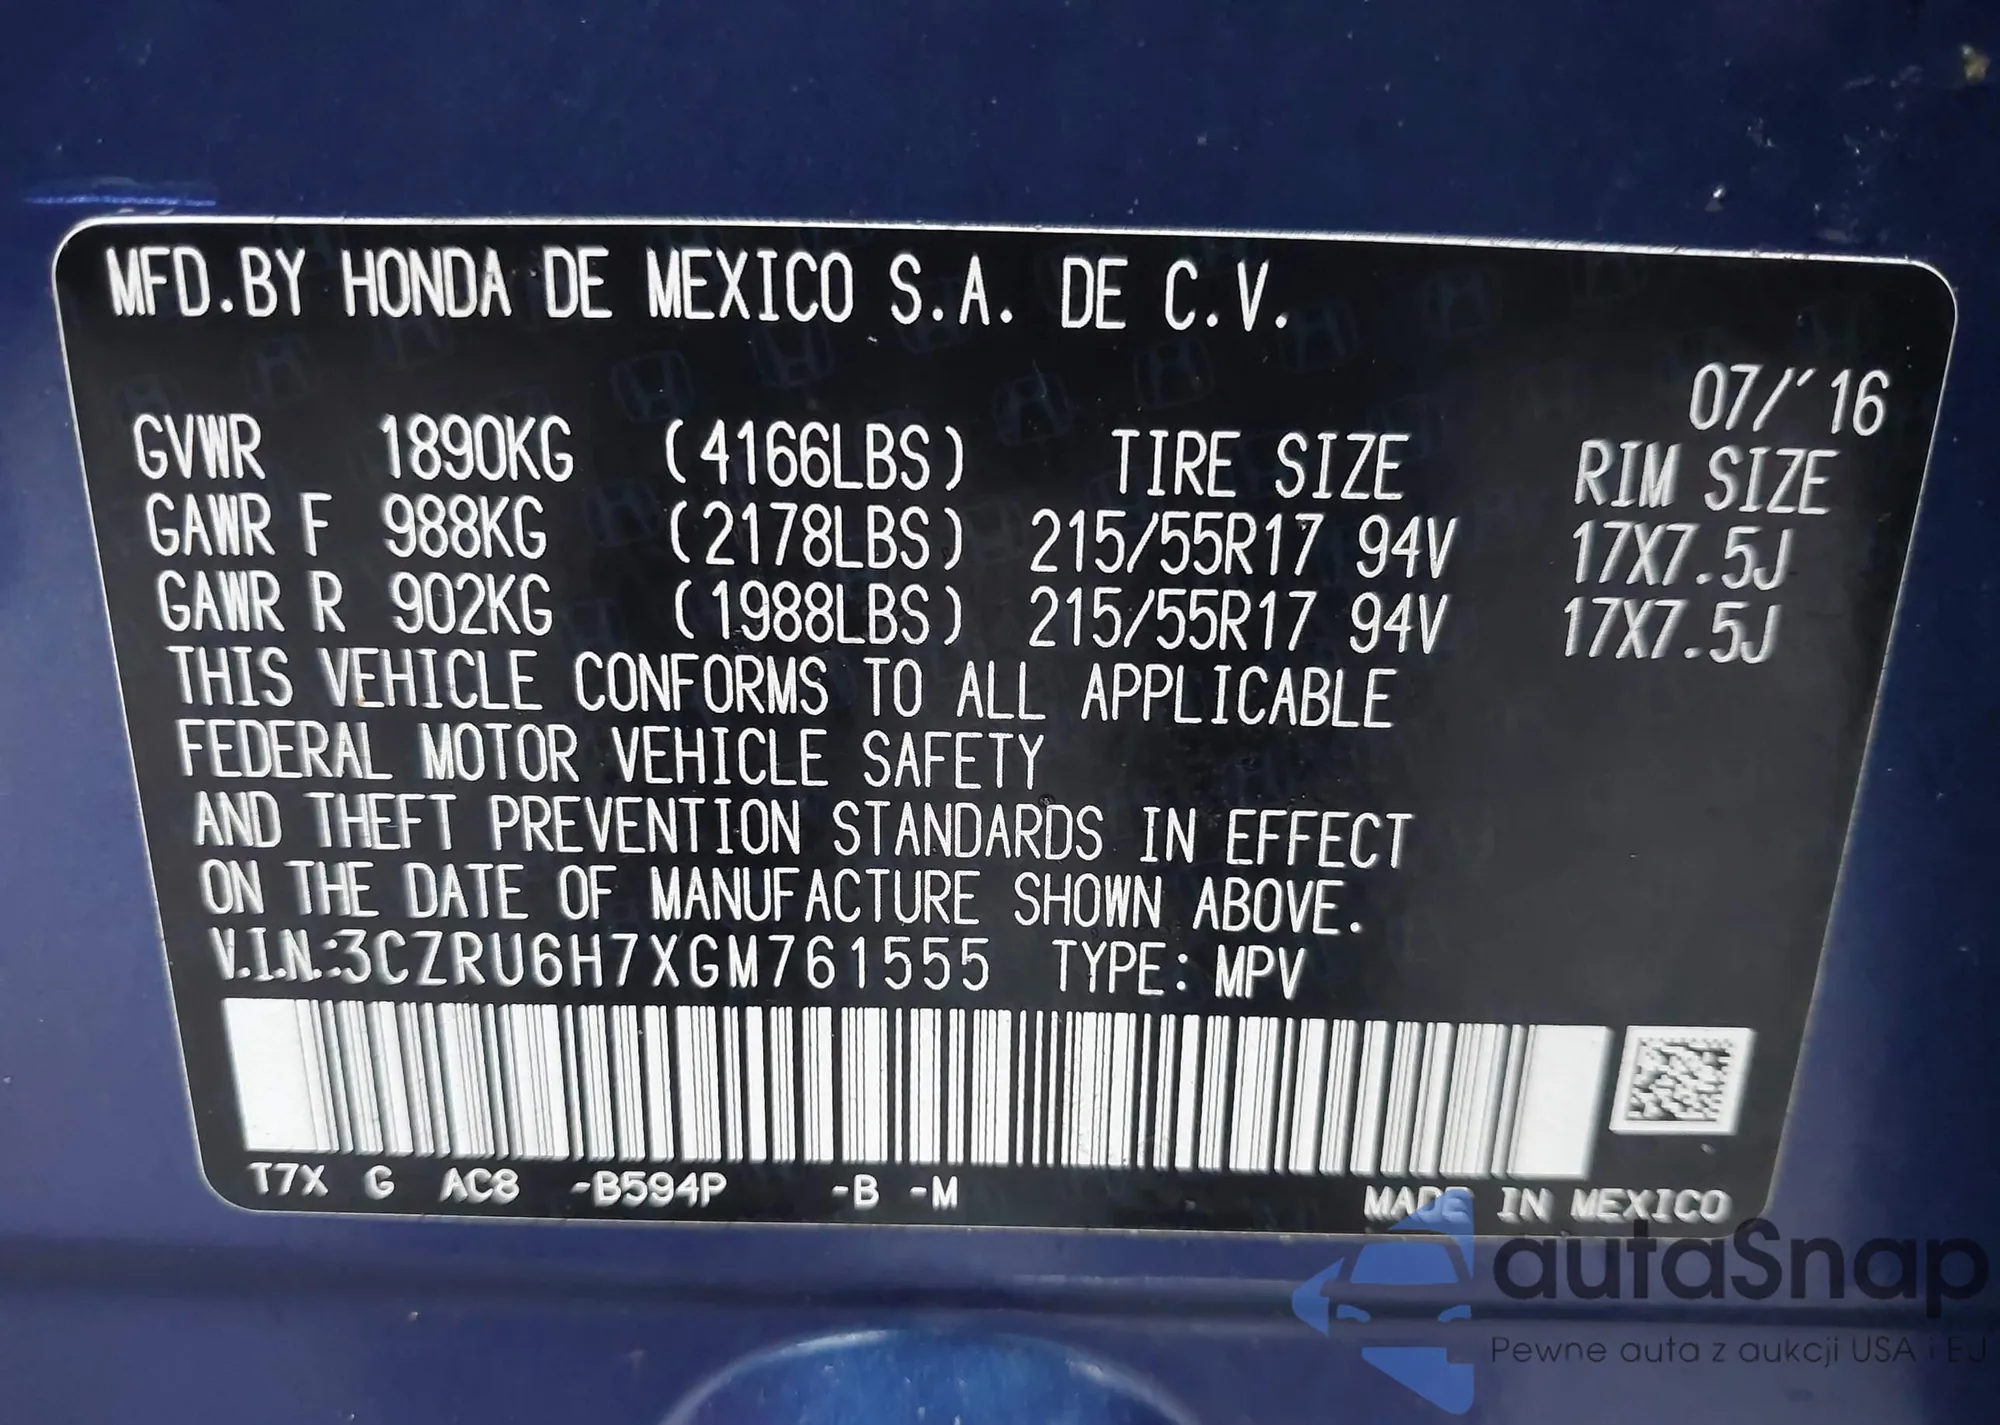 MFD.BY HONDA DE MEXICO S.A. DE C.V.
07/'16
GVWR 1890KG (4166LBS) TIRE SIZE RIM SIZE
GAWR F 988KG (2178LBS) 215/55R17 94V 17X7.5J
GAWR R 902KG (1988LBS) 215/55R17 94V 17X7.5J
THIS VEHICLE CONFORMS TO ALL APPLICABLE
FEDERAL MOTOR VEHICLE SAFETY
AND THEFT PREVENTION STANDARDS IN EFFECT
ON THE DATE OF MANUFACTURE SHOWN ABOVE.
V.I.N.:3CZRU6H7XGM761555 TYPE: MPV
T7X G AC8 -B594P -B -M
MADE IN MEXICO
autaSnap
Pewne auta z aukcji USA i EU